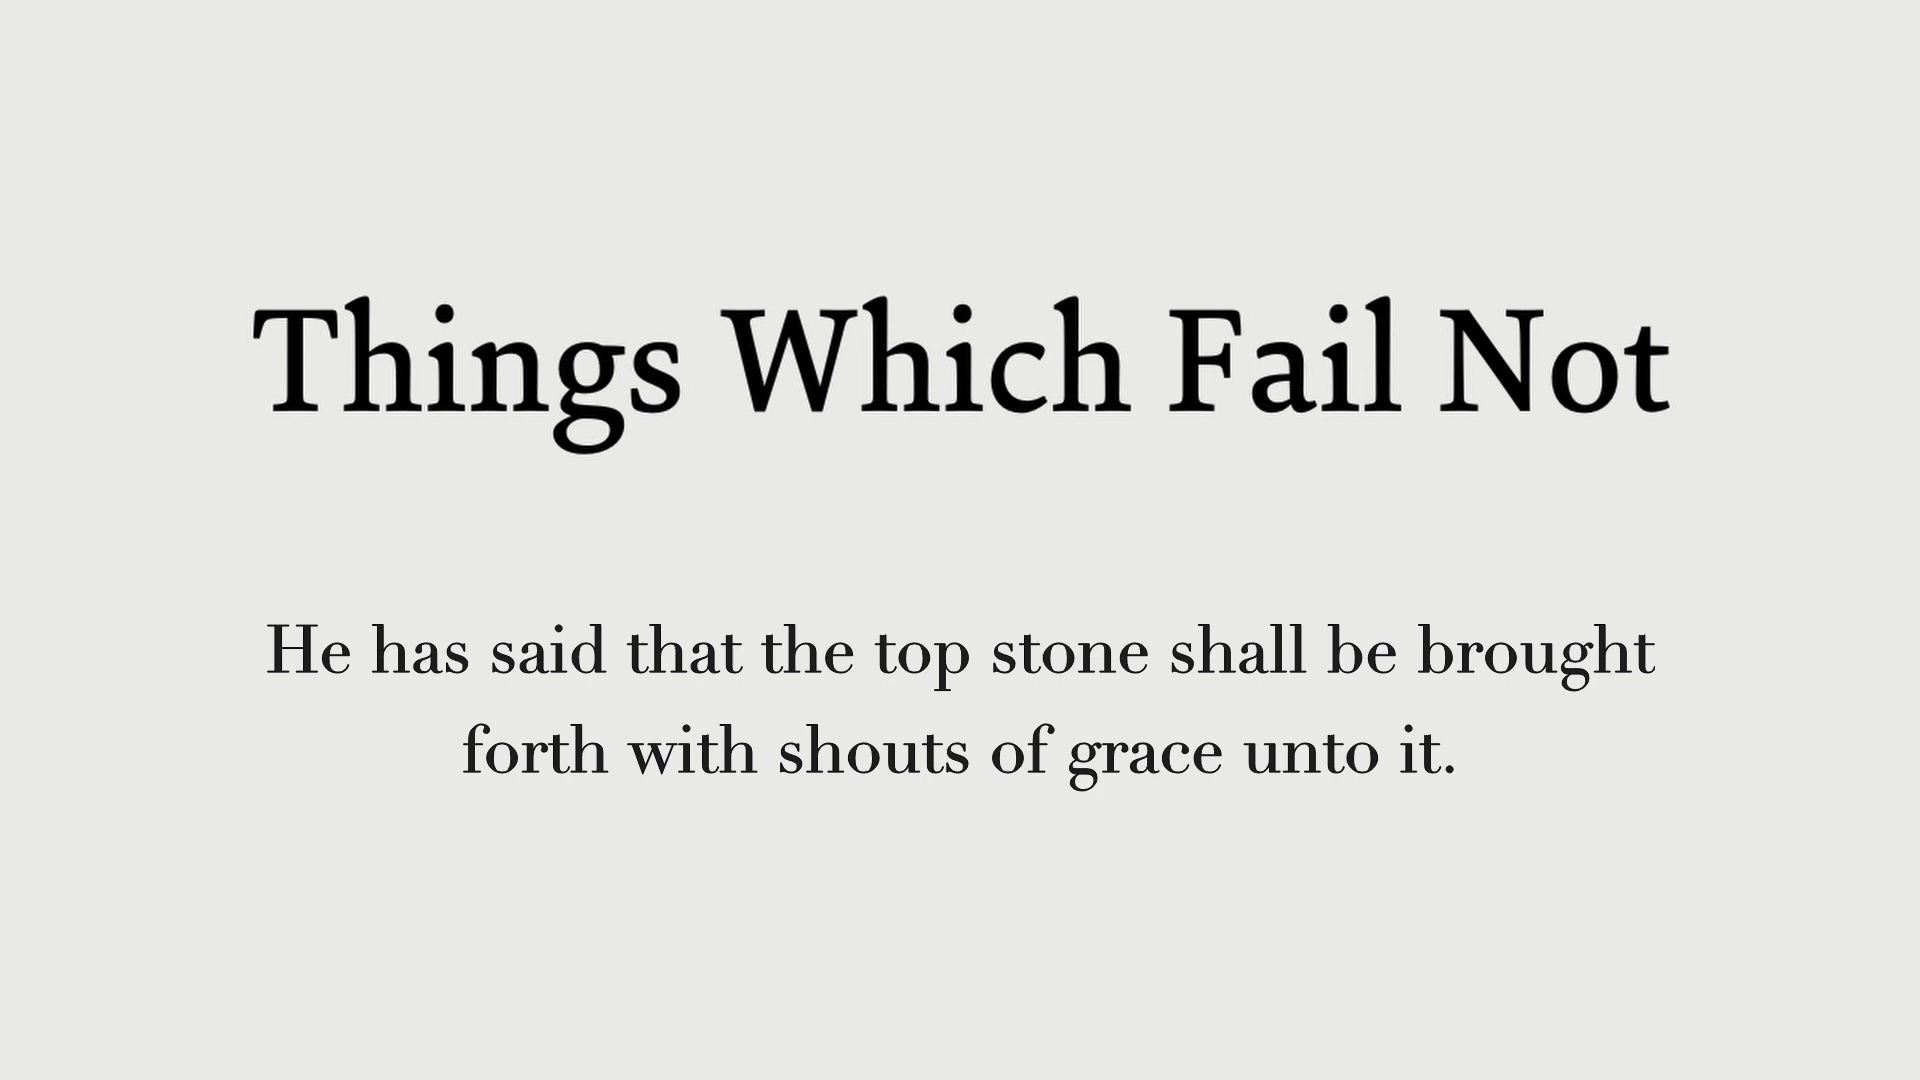 Things Which Fail Not
He has said that the top stone shall be brought
forth with shouts of grace unto it.